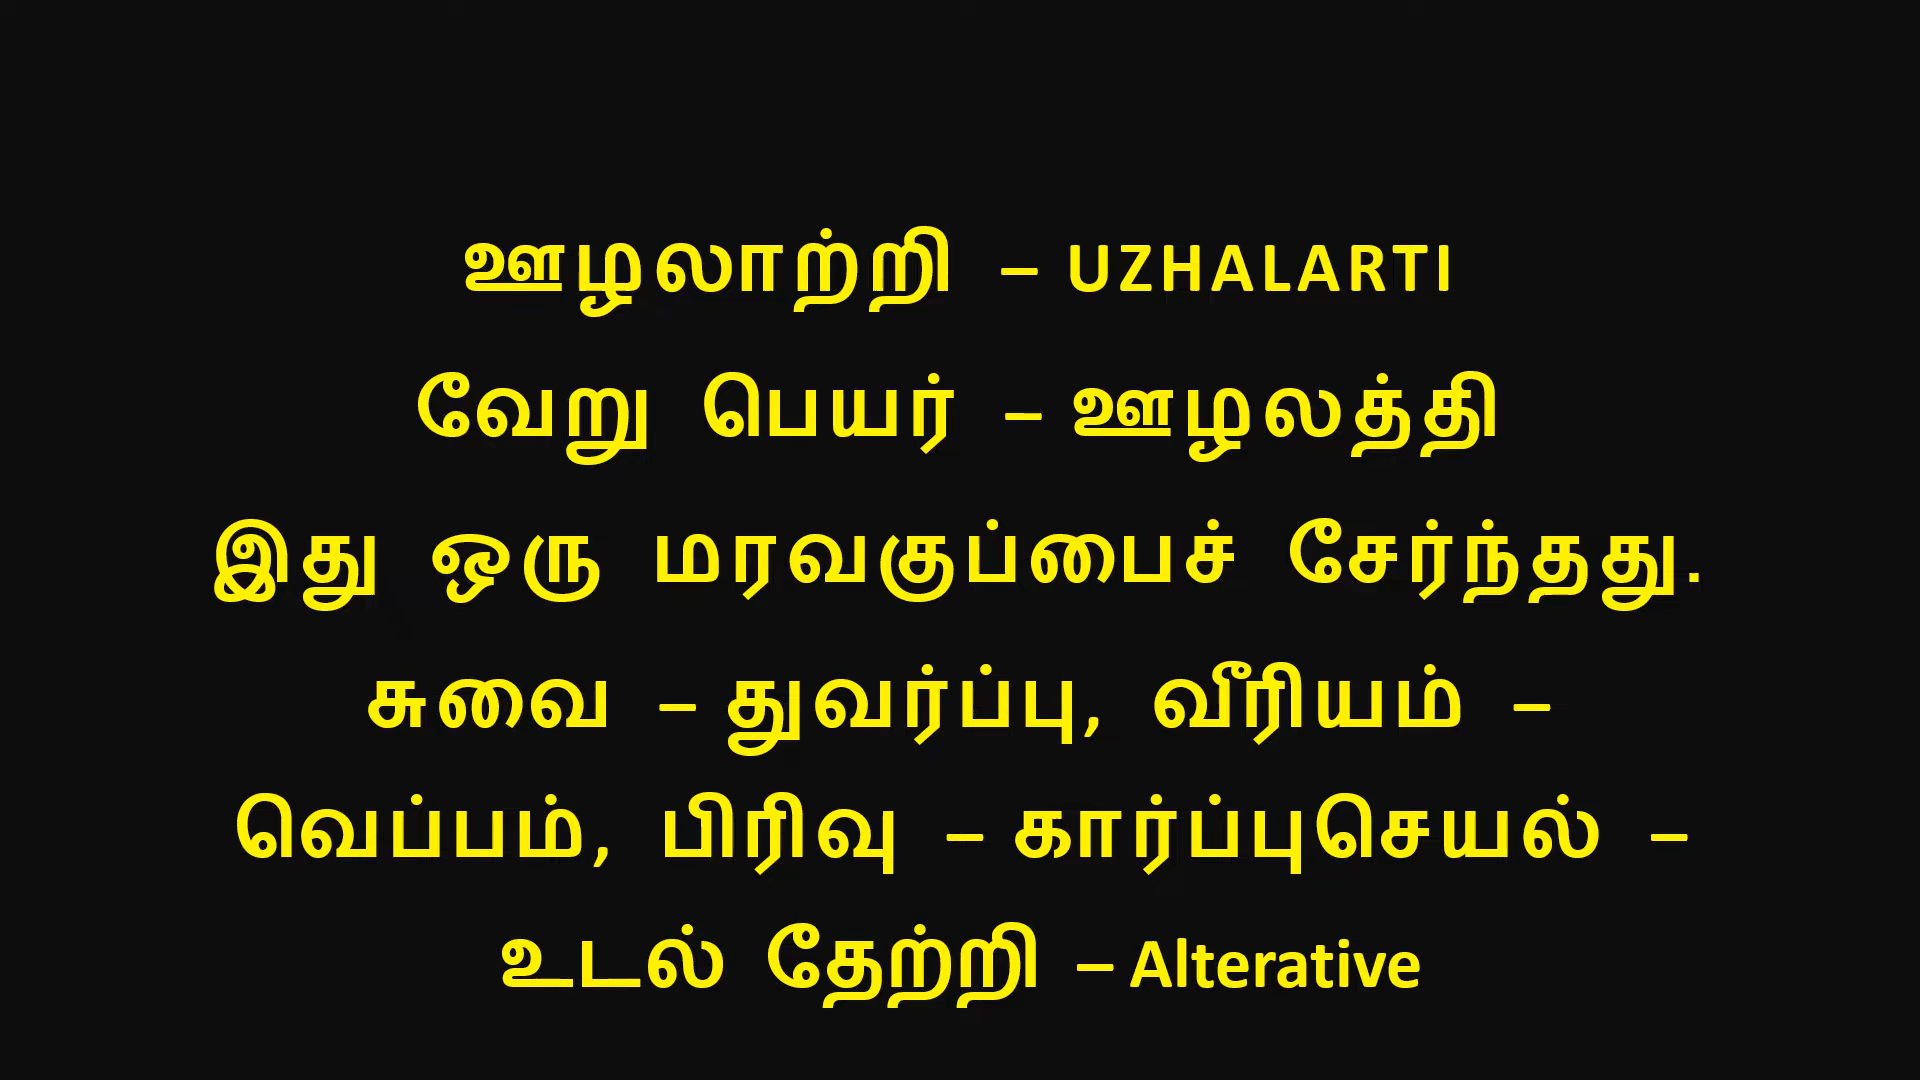 ஊழலாற்றி – UZHALARTI
வேறு பெயர் – ஊழலத்தி
இது ஒரு மரவகுப்பைச் சேர்ந்தது.
சுவை – துவர்ப்பு, வீரியம் –
வெப்பம், பிரிவு – கார்ப்புசெயல் –
உடல் தேற்றி – Alterative